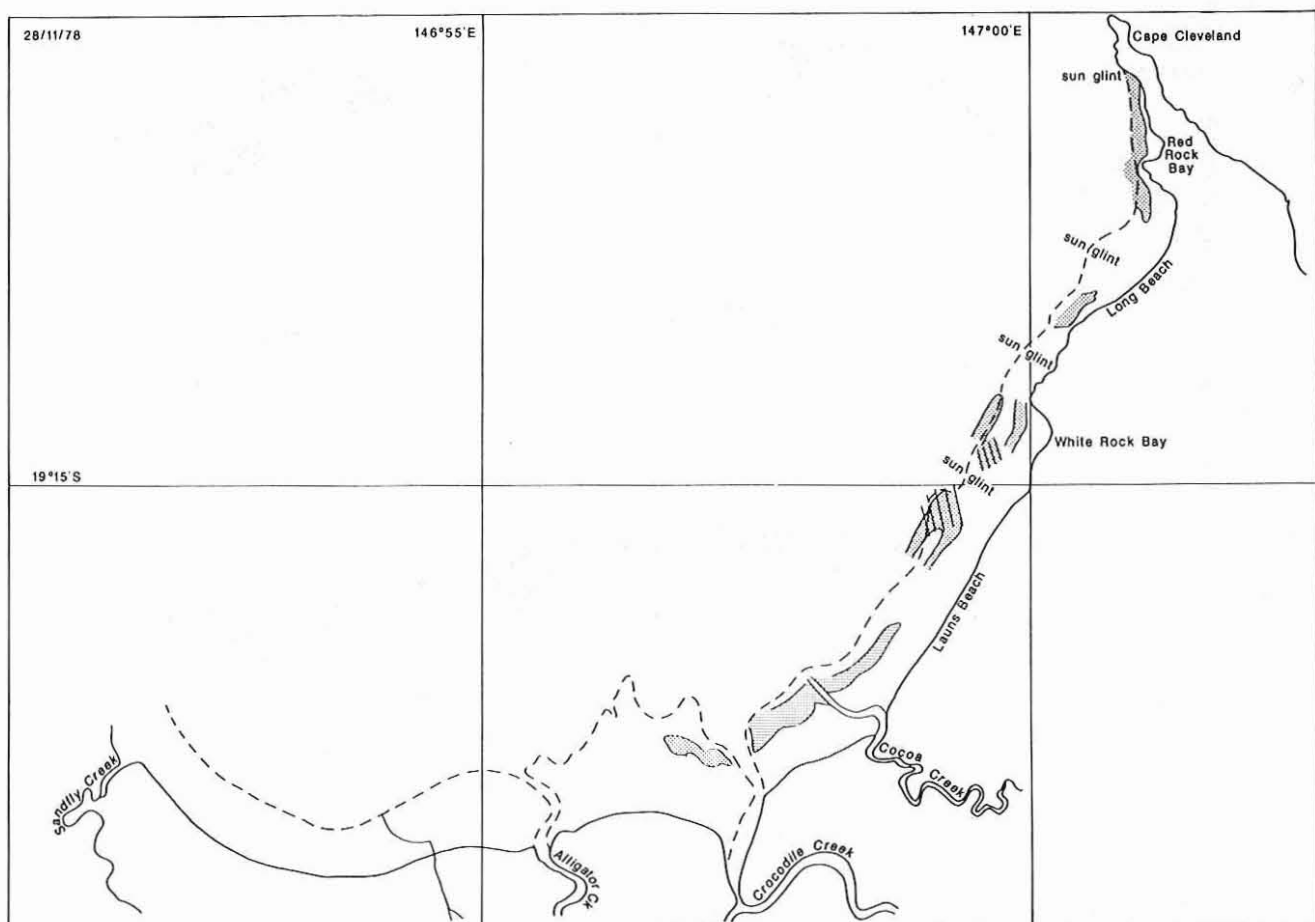 28/11/78
146°55'E
147°00'E
Cape Cleveland
sun glint
Red
Rock
Bay
sun glint
Long Beach
sun glint
White Rock Bay
19°15'S
sun glint
Launs Beach
Sandfly Creek
Cocoa
Creek
Alligator Ck
Crocodile Creek